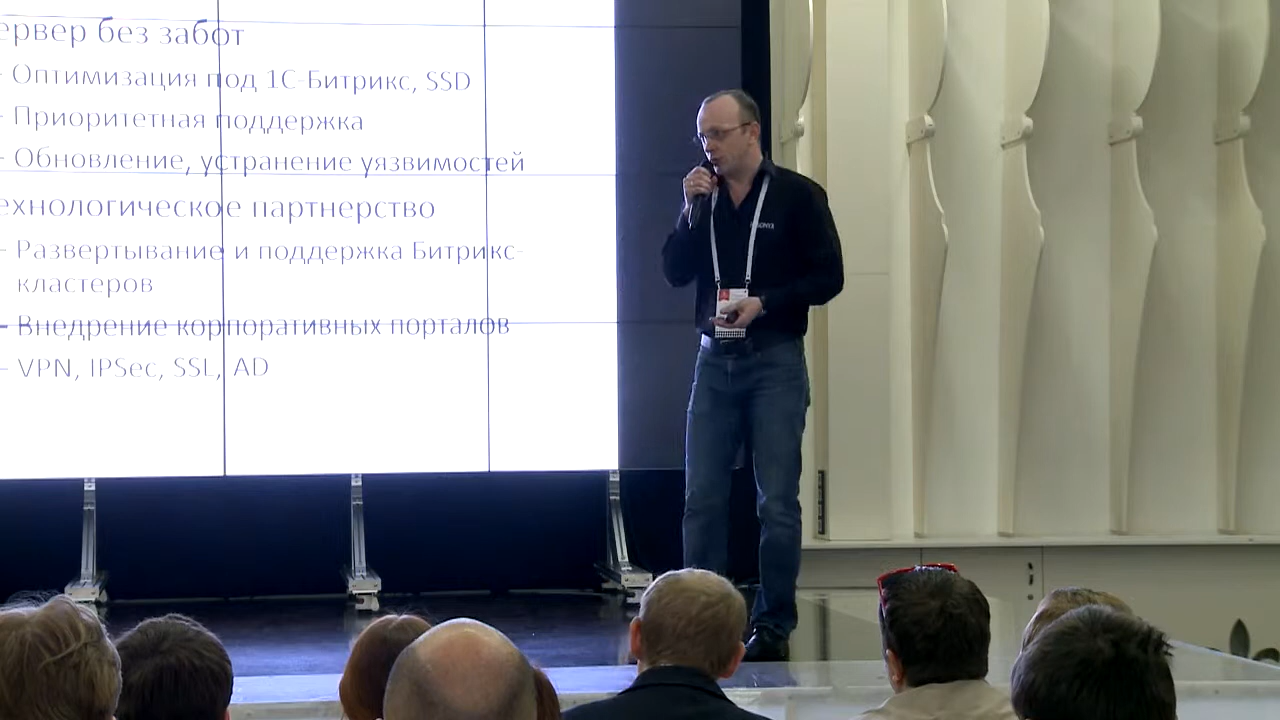 ервер без забот
- Оптимизация под 1С-Битрикс, SSD
- Приоритетная поддержка
- Обновление, устранение уязвимостей
ехнологическое партнерство
- Развертывание и поддержка Битрикс-
кластеров
- Внедрение корпоративных порталов
- VPN, IPSec, SSL, AD